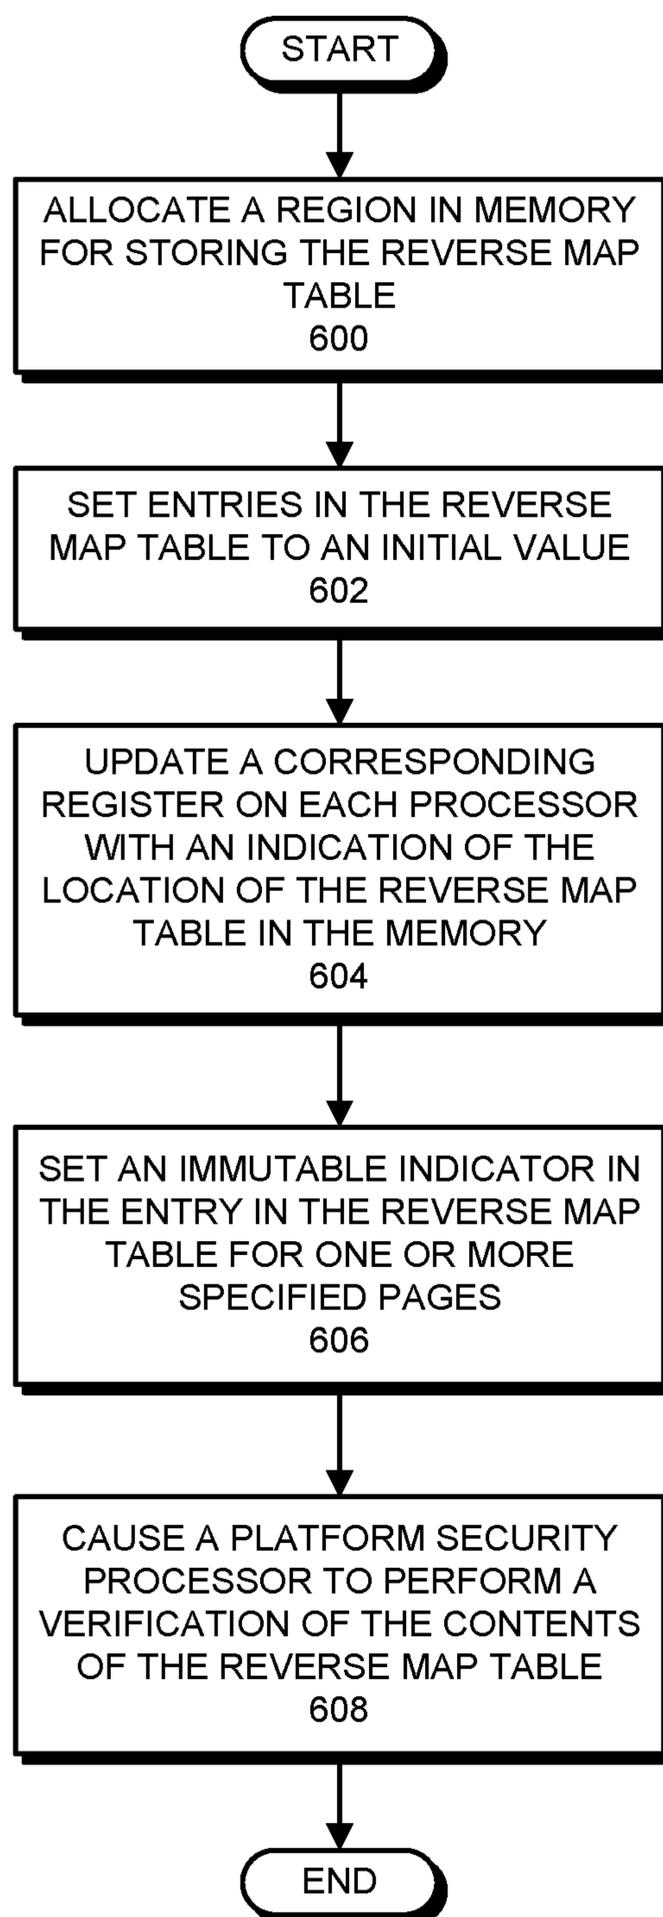 START
ALLOCATE A REGION IN MEMORY
FOR STORING THE REVERSE MAP
TABLE
600
SET ENTRIES IN THE REVERSE
MAP TABLE TO AN INITIAL VALUE
602
UPDATE A CORRESPONDING
REGISTER ON EACH PROCESSOR
WITH AN INDICATION OF THE
LOCATION OF THE REVERSE MAP
TABLE IN THE MEMORY
604
SET AN IMMUTABLE INDICATOR IN
THE ENTRY IN THE REVERSE MAP
TABLE FOR ONE OR MORE
SPECIFIED PAGES
606
CAUSE A PLATFORM SECURITY
PROCESSOR TO PERFORM A
VERIFICATION OF THE CONTENTS
OF THE REVERSE MAP TABLE
608
END